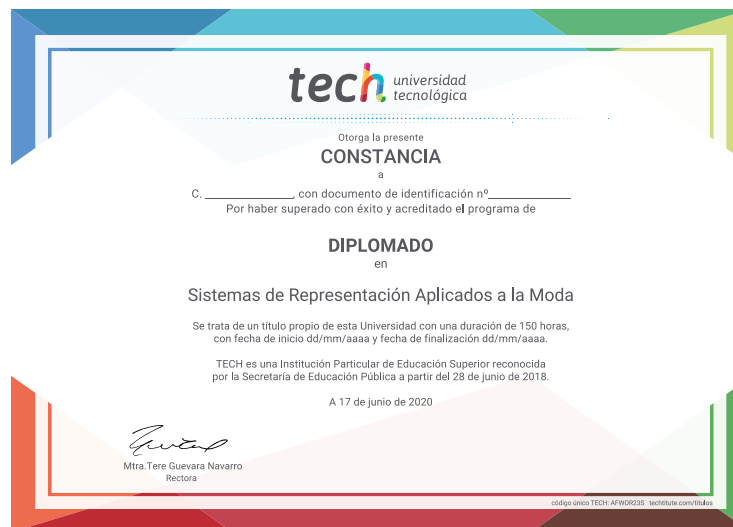 tech universidad
tecnológica
Otorga la presente
CONSTANCIA
a
C. ______________, con documento de identificación nº______________
Por haber superado con éxito y acreditado el programa de
DIPLOMADO
en
Sistemas de Representación Aplicados a la Moda
Se trata de un título propio de esta Universidad con una duración de 150 horas,
con fecha de inicio dd/mm/aaaa y fecha de finalización dd/mm/aaaa.
TECH es una Institución Particular de Educación Superior reconocida
por la Secretaría de Educación Pública a partir del 28 de junio de 2018.
A 17 de junio de 2020
Mtra.Tere Guevara Navarro
Rectora
código único TECH: AFWOR23S techtitute.com/títulos